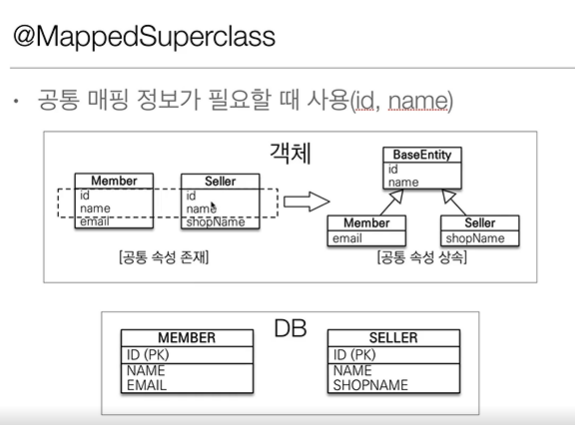 @MappedSuperclass
• 공통 매핑 정보가 필요할 때 사용(id, name)
객체
Member
id
name
email
Seller
id
name
shopName
[공통 속성 존재]
BaseEntity
id
name
Member
email
Seller
shopName
[공통 속성 상속]
DB
MEMBER
ID (PK)
NAME
EMAIL
SELLER
ID (PK)
NAME
SHOPNAME